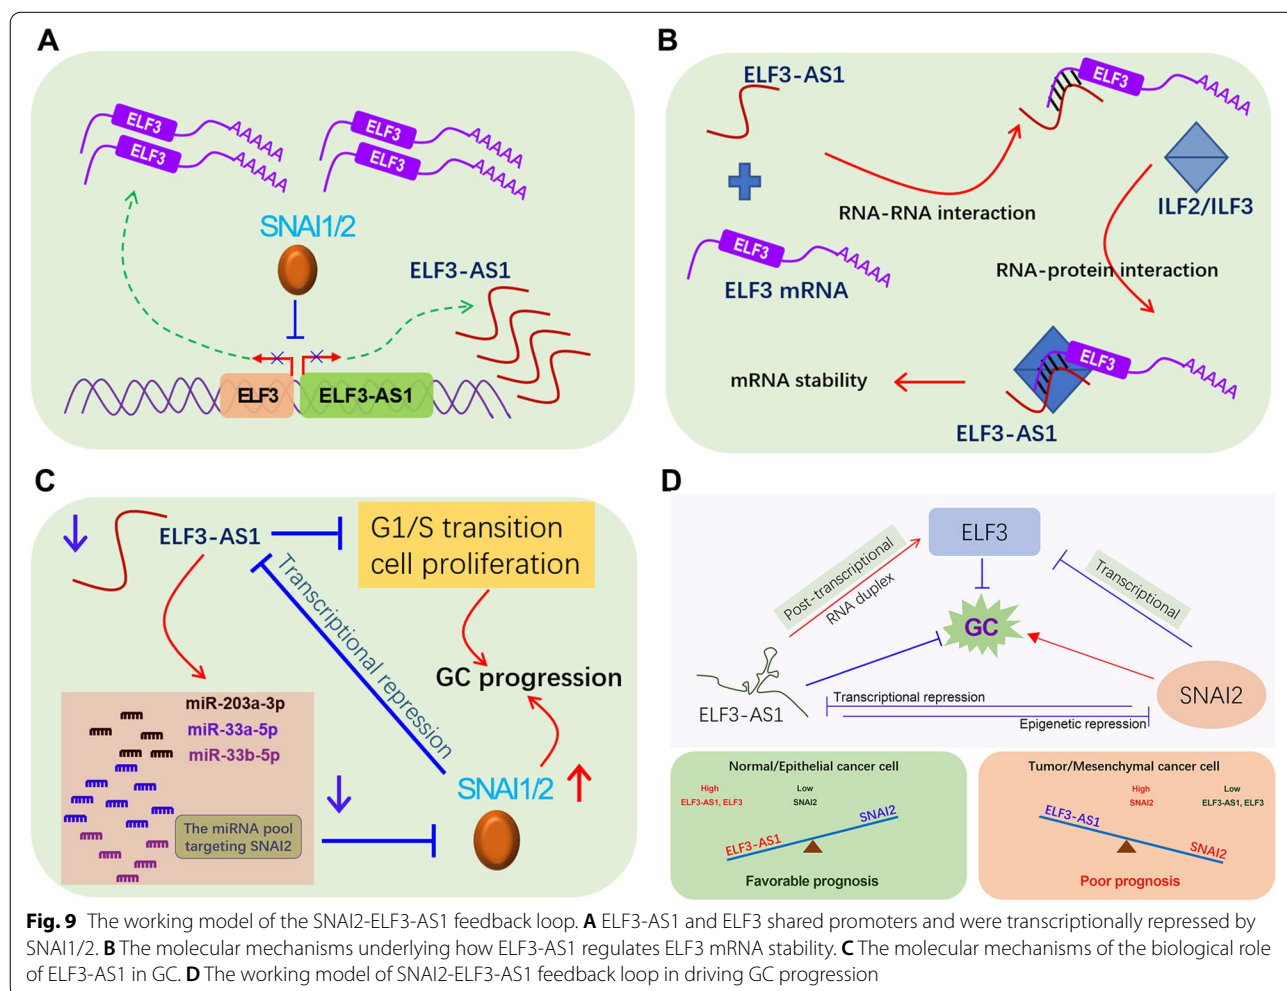 A
ELF3
AAAAA
ELF3
AAAAA
ELF3
AAAAA
ELF3
AAAAA
SNAI1/2
ELF3-AS1
ELF3
ELF3-AS1
B
ELF3-AS1
ELF3
AAAAA
RNA-RNA interaction
ILF2/ILF3
ELF3
AAAAA
ELF3 mRNA
RNA-protein interaction
ELF3
AAAAA
mRNA stability
ELF3-AS1
C
ELF3-AS1
G1/S transition
cell proliferation
Transcriptional repression
GC progression
miR-203a-3p
miR-33a-5p
miR-33b-5p
The miRNA pool
targeting SNAI2
SNAI1/2
D
ELF3
Post-transcriptional
RNA duplex
Transcriptional
GC
ELF3-AS1
Transcriptional repression
Epigenetic repression
SNAI2
Normal/Epithelial cancer cell
High
ELF3-AS1, ELF3
Low
SNAI2
ELF3-AS1
SNAI2
Favorable prognosis
Tumor/Mesenchymal cancer cell
High
SNAI2
Low
ELF3-AS1, ELF3
ELF3-AS1
SNAI2
Poor prognosis
Fig. 9 The working model of the SNAI2-ELF3-AS1 feedback loop. A ELF3-AS1 and ELF3 shared promoters and were transcriptionally repressed by
SNAI1/2. B The molecular mechanisms underlying how ELF3-AS1 regulates ELF3 mRNA stability. C The molecular mechanisms of the biological role
of ELF3-AS1 in GC. D The working model of SNAI2-ELF3-AS1 feedback loop in driving GC progression